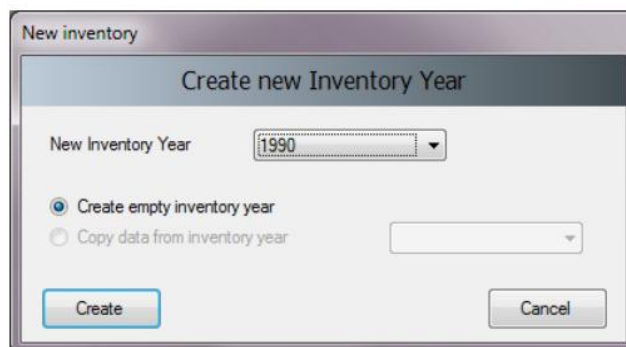 New inventory
Create new Inventory Year
New Inventory Year 1990
Create empty inventory year
Copy data from inventory year
Create Cancel